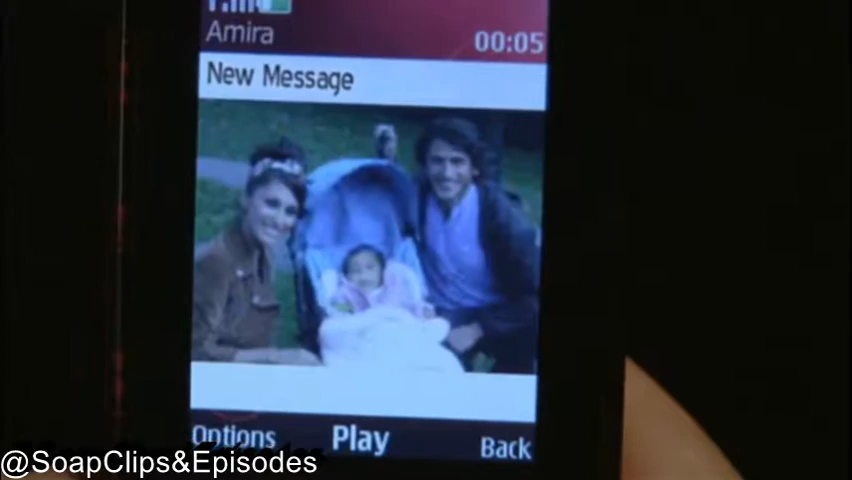 Amira
00:05
New Message
Options Play Back
@SoapClips&Episodes